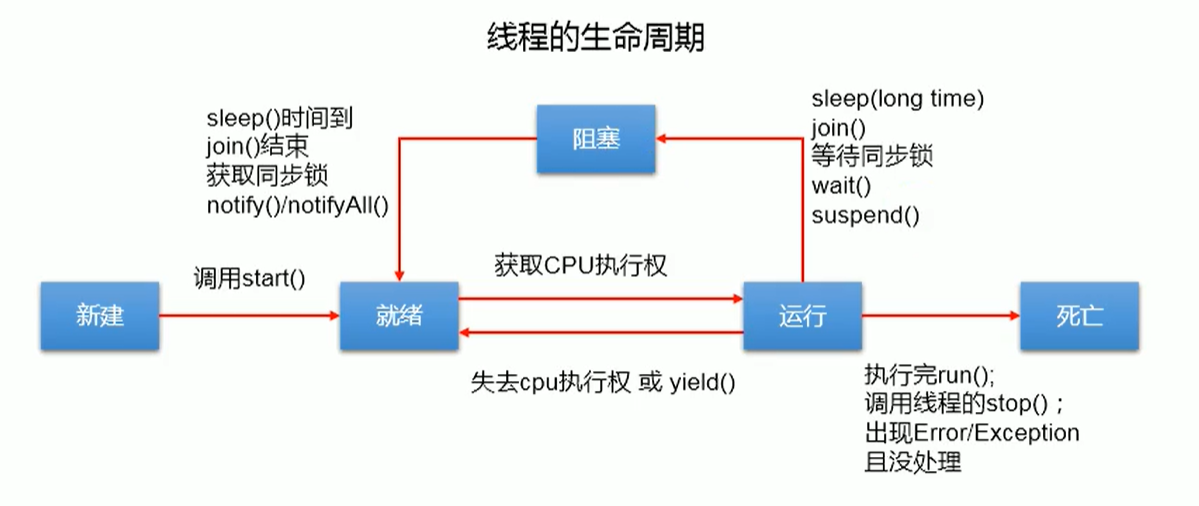 线程的生命周期
sleep()时间到
join()结束
获取同步锁
notify()/notifyAll()
阻塞
sleep(long time)
join()
等待同步锁
wait()
suspend()
调用start()
获取CPU执行权
新建
就绪
运行
死亡
失去cpu执行权 或 yield()
执行完run();
调用线程的stop()；
出现Error/Exception
且没处理